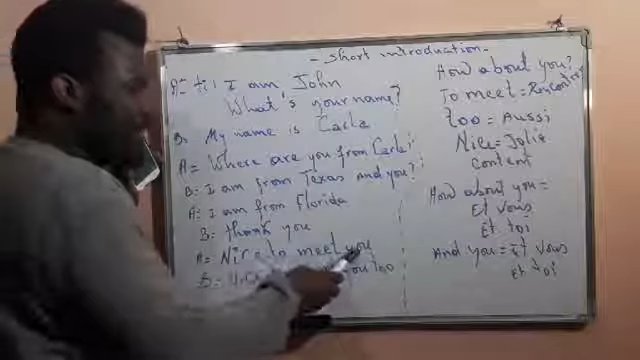 - Short introduction -
A= Hi! I am John
What's your name?
B. My name is Carla
A= Where are you from Carla?
B= I am from Texas and you?
A= I am from Florida
B= thank you
A= Nice to meet you
B= you too
How about you?
To meet = Rencontrer
too = Aussi
Nice = Jolie
Content
How about you =
Et vous
Et toi
And you = Et vous
Et toi